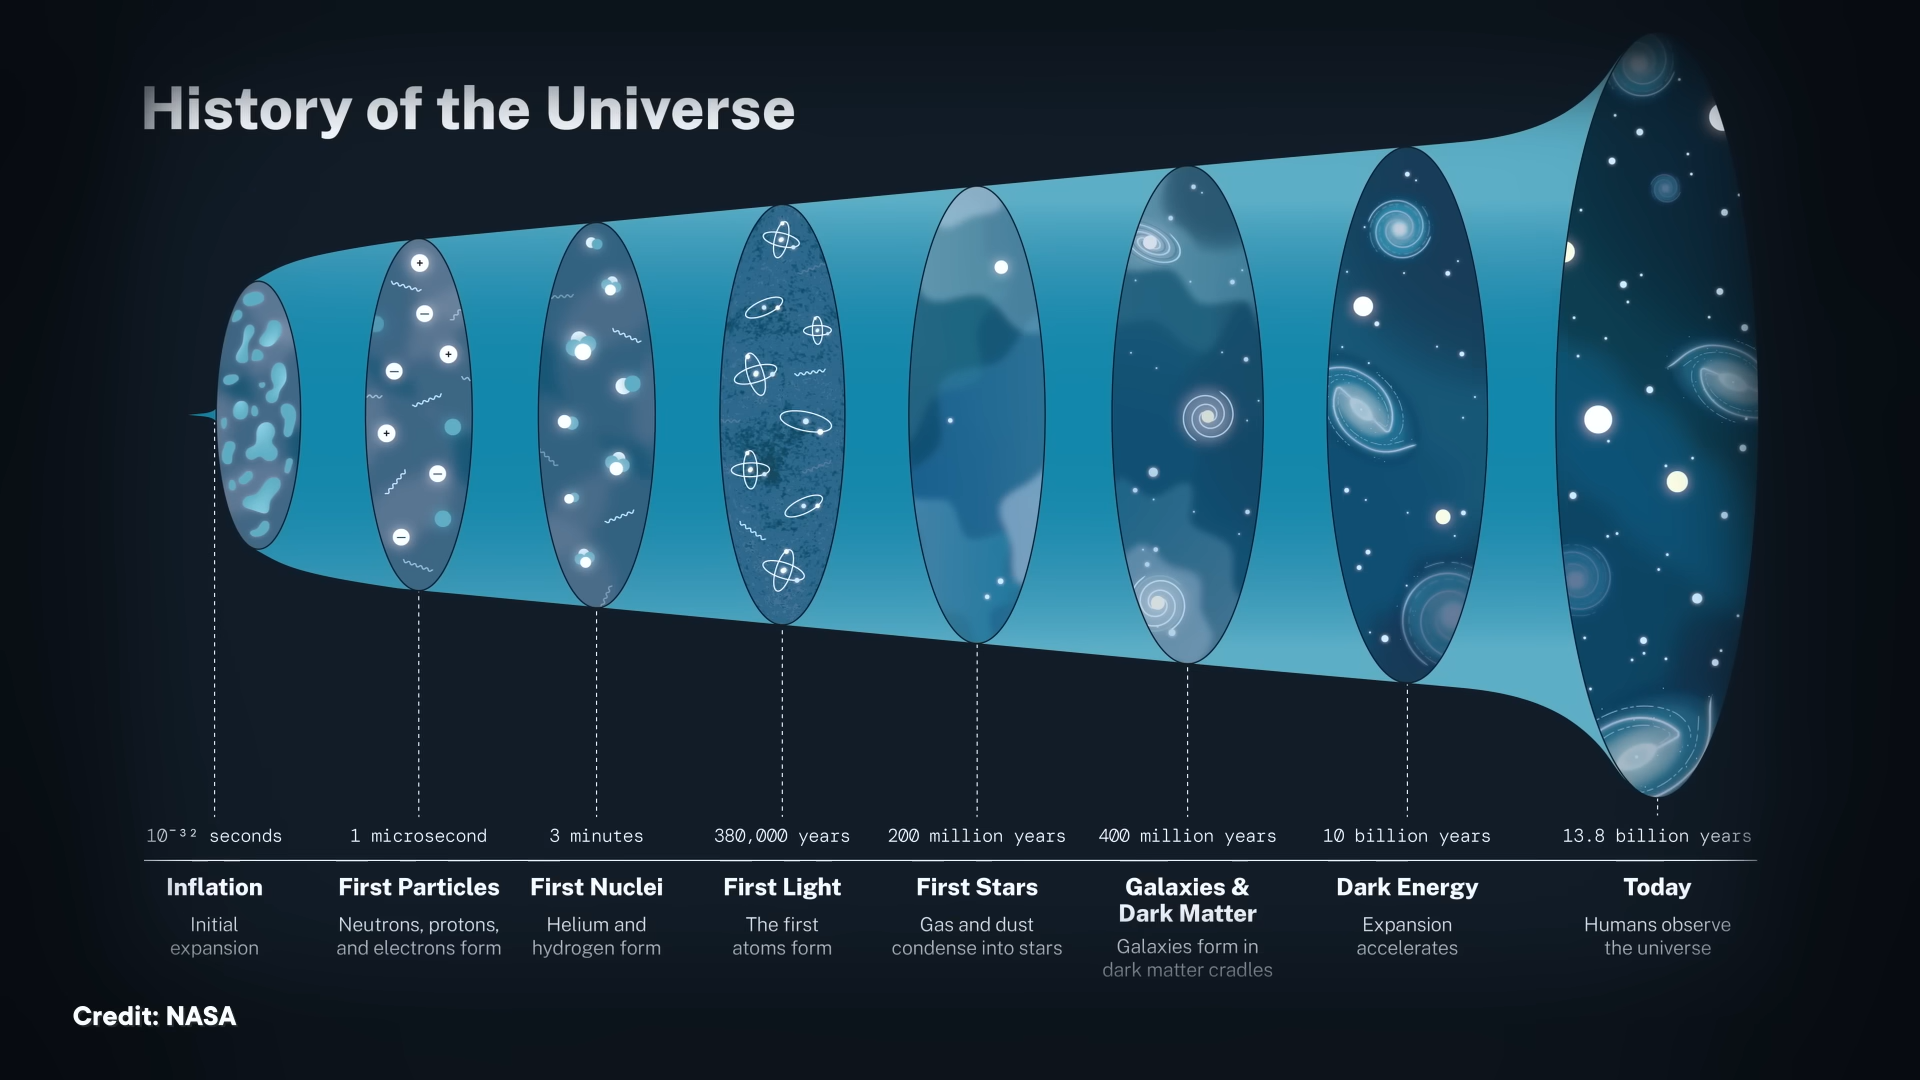 History of the Universe
10⁻³² seconds
1 microsecond
3 minutes
380,000 years
200 million years
400 million years
10 billion years
13.8 billion years
Inflation
Initial
expansion
First Particles
Neutrons, protons,
and electrons form
First Nuclei
Helium and
hydrogen form
First Light
The first
atoms form
First Stars
Gas and dust
condense into stars
Galaxies &
Dark Matter
Galaxies form in
dark matter cradles
Dark Energy
Expansion
accelerates
Today
Humans observe
the universe
Credit: NASA